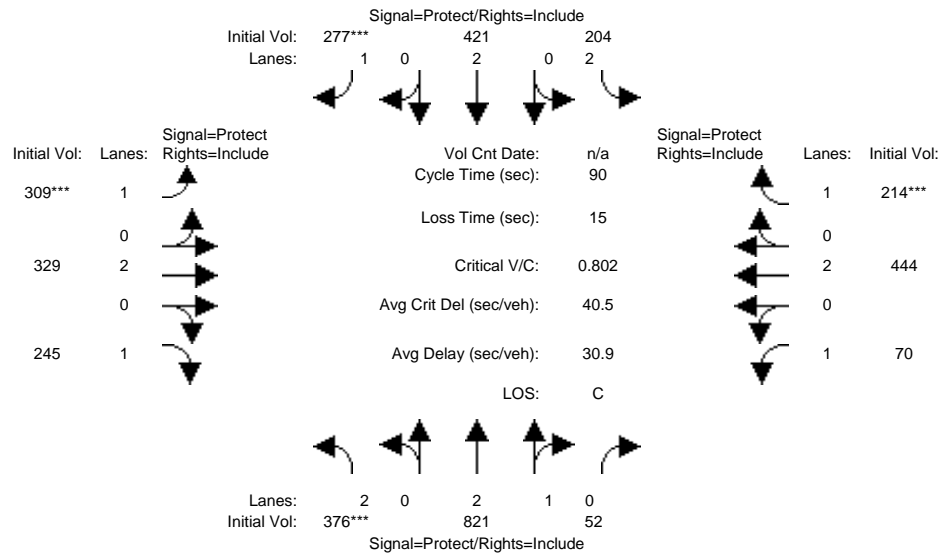 Signal=Protect/Rights=Include
Initial Vol: 277*** 421 204
Lanes: 1 0 2 0 2
Signal=Protect
Initial Vol: Lanes: Rights=Include
Vol Cnt Date: n/a
Cycle Time (sec): 90
Signal=Protect
Rights=Include Lanes: Initial Vol:
309*** 1
1 214***
Loss Time (sec): 15
0
0
329 2
Critical V/C: 0.802
2 444
0
Avg Crit Del (sec/veh): 40.5
0
245 1
Avg Delay (sec/veh): 30.9
1 70
LOS: C
Lanes: 2 0 2 1 0
Initial Vol: 376*** 821 52
Signal=Protect/Rights=Include